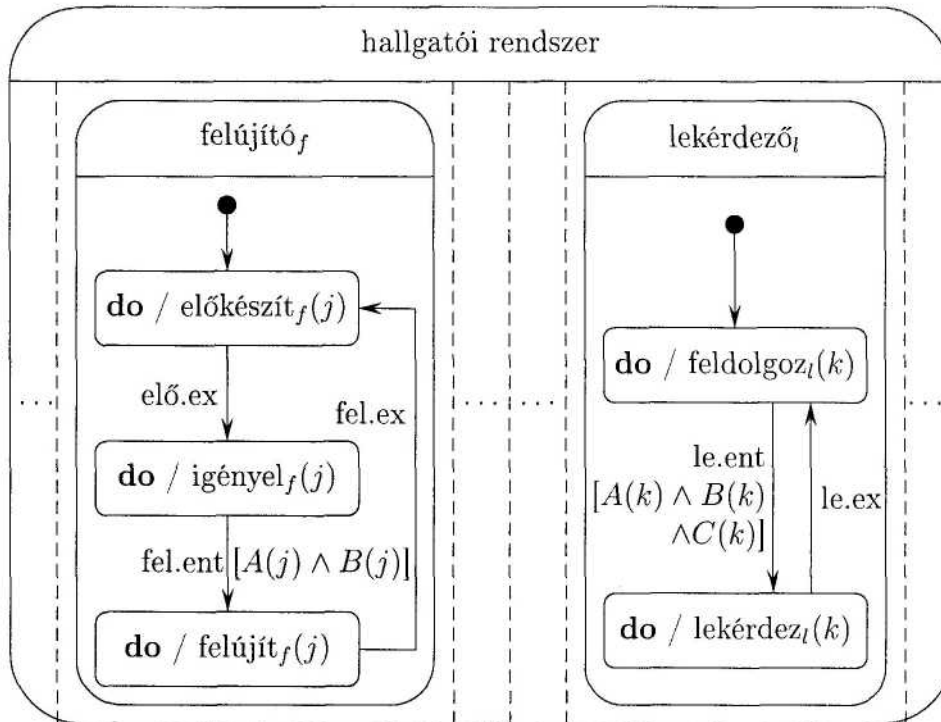 hallgatói rendszer
felújító_f
do / előkészít_f(j)
elő.ex
fel.ex
do / igényel_f(j)
fel.ent [A(j) ∧ B(j)]
do / felújít_f(j)
lekérdező_l
do / feldolgoz_l(k)
le.ent
[A(k) ∧ B(k)
∧C(k)]
le.ex
do / lekérdez_l(k)